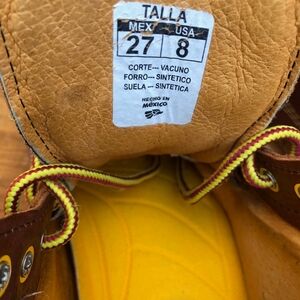 TALLA
MEX USA
27 8
CORTE--- VACUNO
FORRO--- SINTETICO
SUELA--- SINTETICA
HECHO EN
MÉXICO